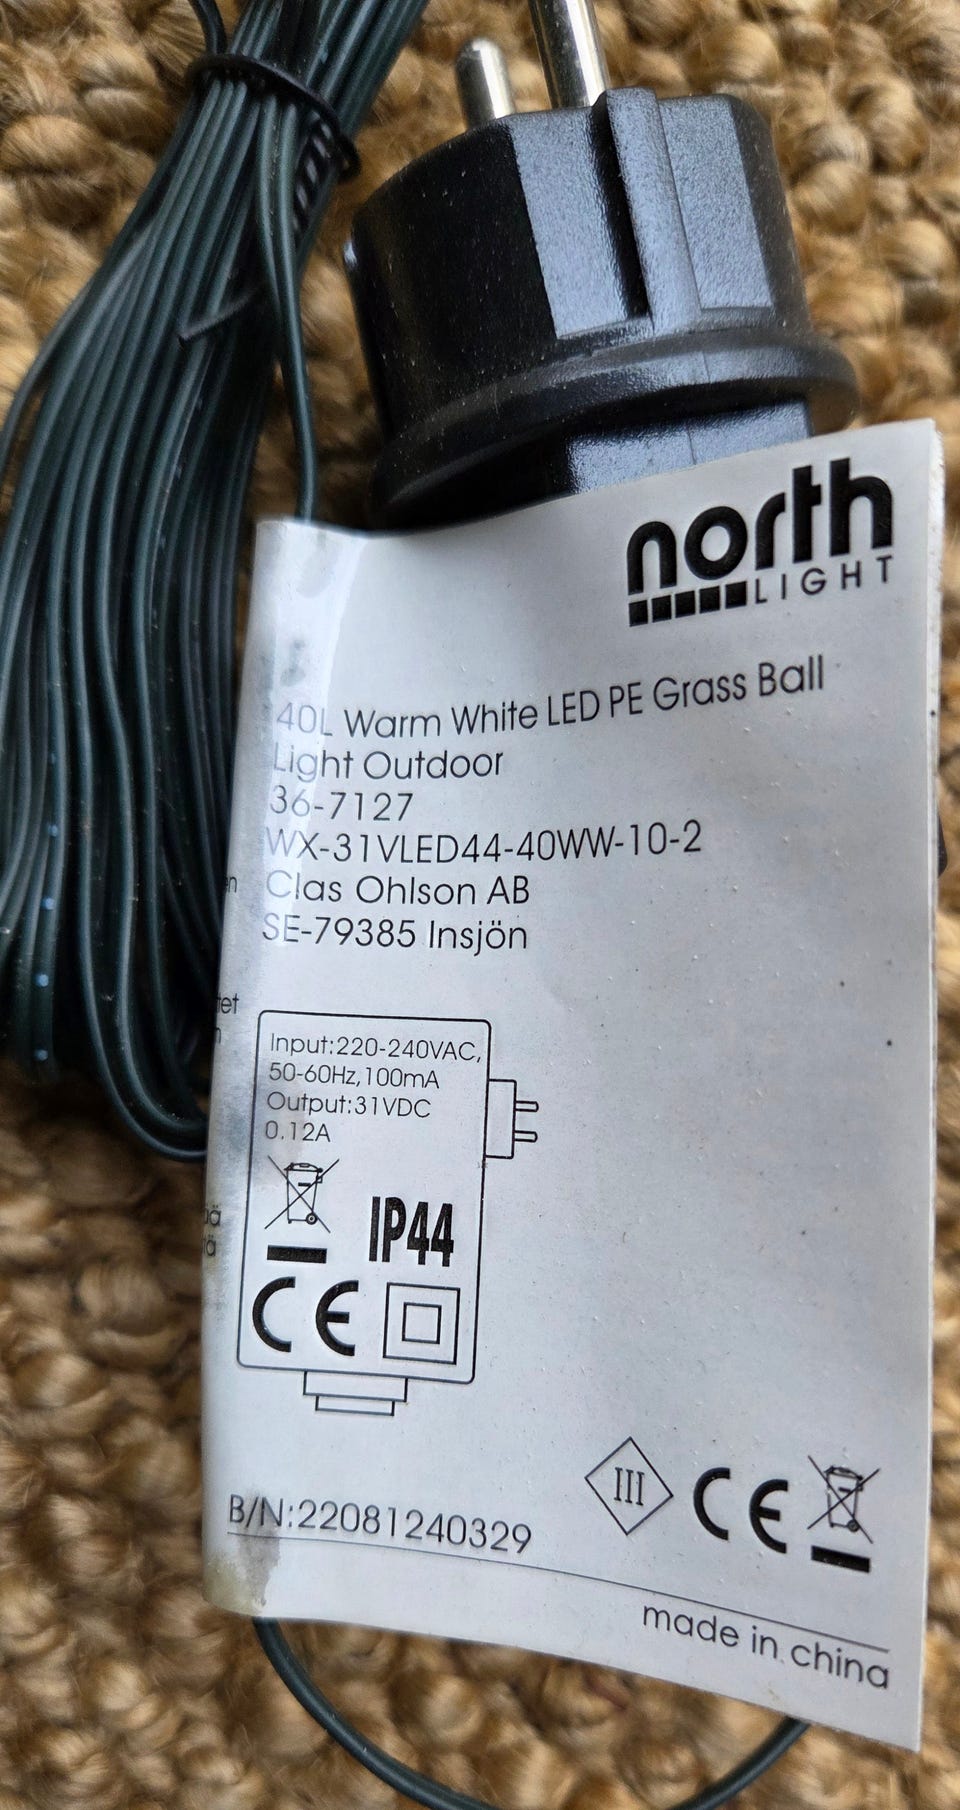 north
LIGHT
40L Warm White LED PE Grass Ball
Light Outdoor
36-7127
WX-31VLED44-40WW-10-2
Clas Ohlson AB
SE-79385 Insjön
Input:220-240VAC,
50-60Hz,100mA
Output:31VDC
0.12A
IP44
CE
III CE
B/N:22081240329
made in china